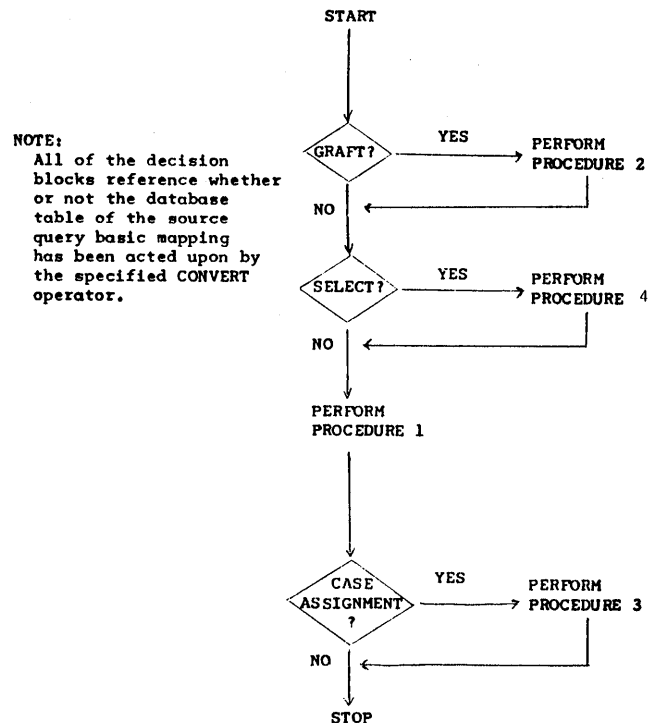 START
NOTE:
All of the decision
blocks reference whether
or not the database
table of the source
query basic mapping
has been acted upon by
the specified CONVERT
operator.
GRAFT?
YES
PERFORM
PROCEDURE 2
NO
SELECT?
YES
PERFORM
PROCEDURE 4
NO
PERFORM
PROCEDURE 1
CASE
ASSIGNMENT
?
YES
PERFORM
PROCEDURE 3
NO
STOP